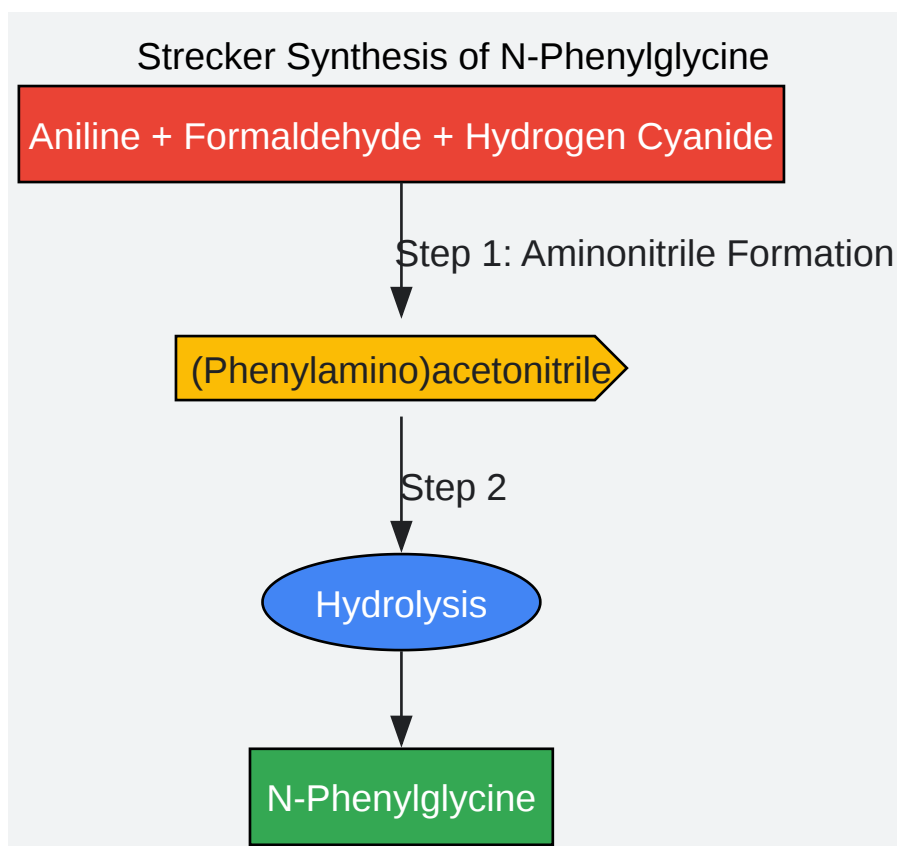 Strecker Synthesis of N-Phenylglycine
Aniline + Formaldehyde + Hydrogen Cyanide
Step 1: Aminonitrile Formation
(Phenylamino)acetonitrile
Step 2
Hydrolysis
N-Phenylglycine